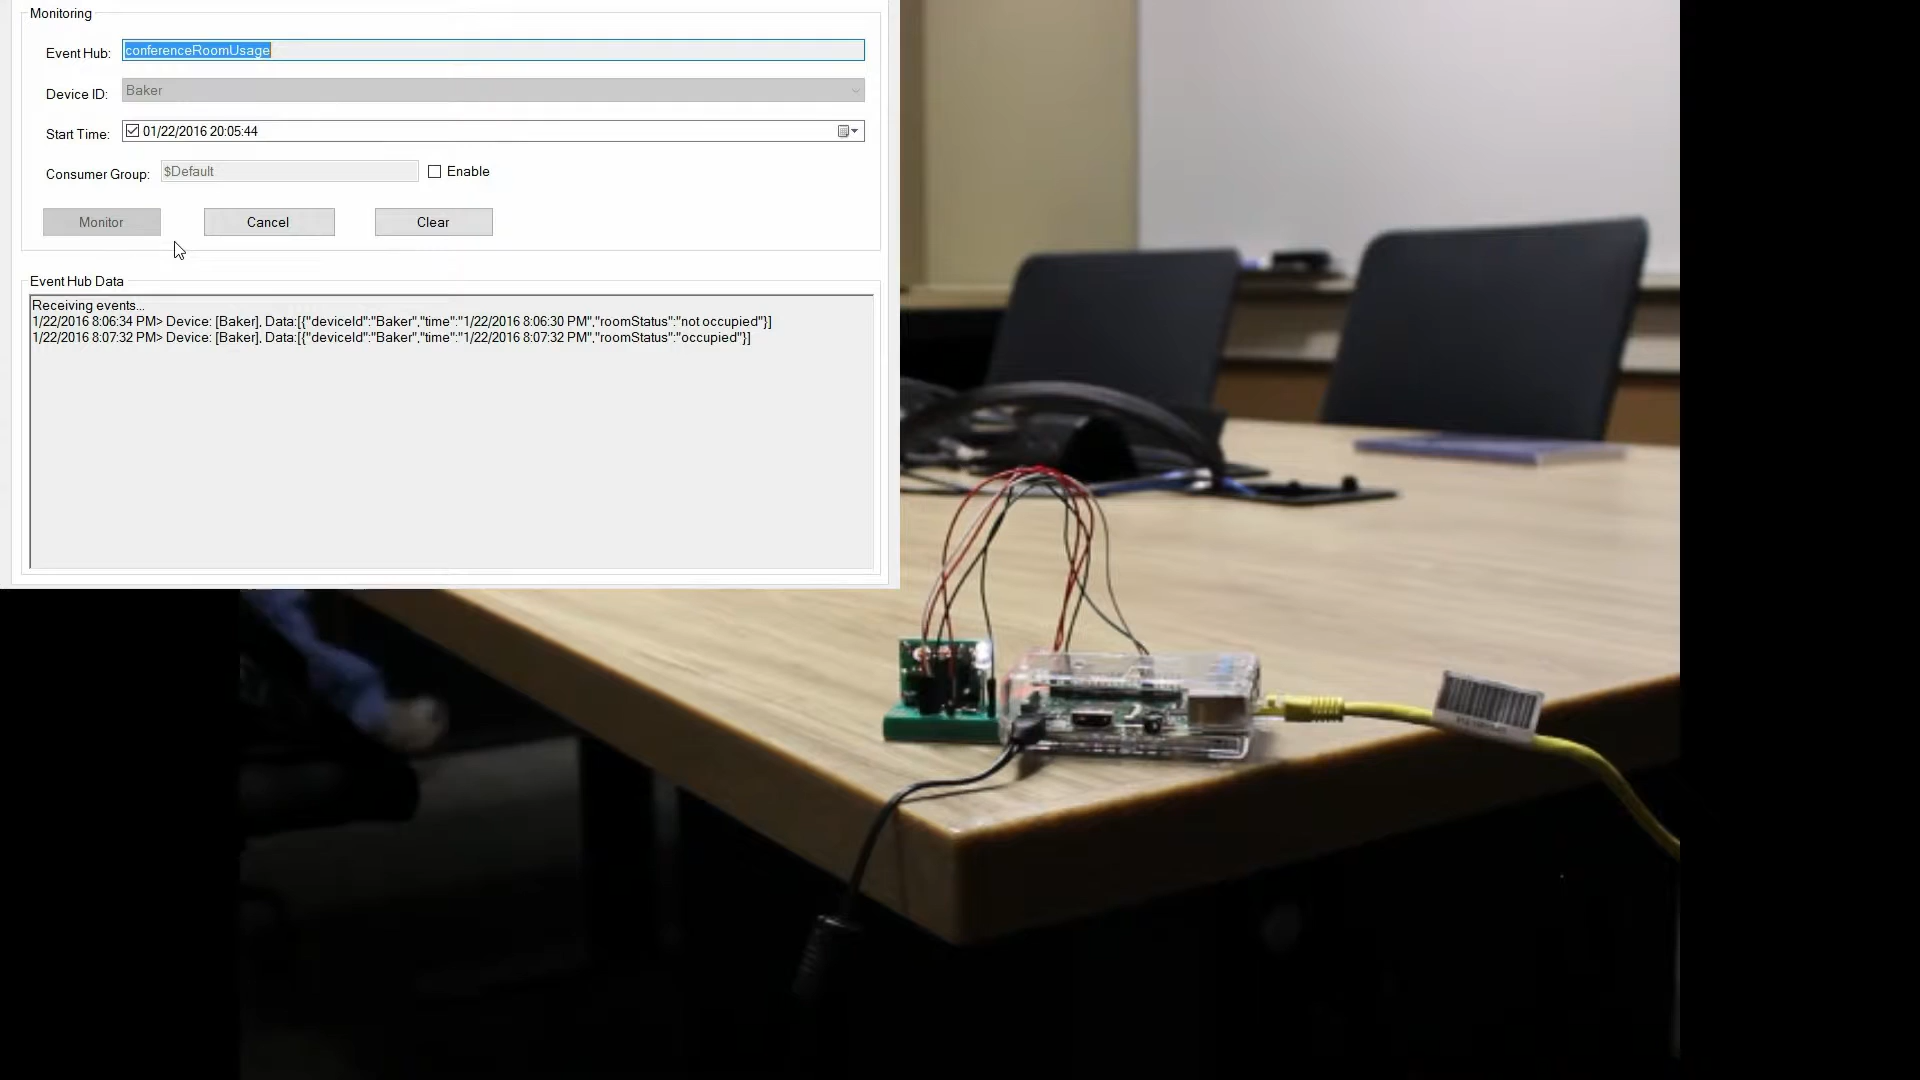 Monitoring
Event Hub: conferenceRoomUsage
Device ID: Baker
Start Time: 01/22/2016 20:05:44
Consumer Group: $Default Enable
Monitor Cancel Clear
Event Hub Data
Receiving events...
1/22/2016 8:06:34 PM> Device: [Baker], Data:[{"deviceId":"Baker","time":"1/22/2016 8:06:30 PM","roomStatus":"not occupied"}]
1/22/2016 8:07:32 PM> Device: [Baker], Data:[{"deviceId":"Baker","time":"1/22/2016 8:07:32 PM","roomStatus":"occupied"}]